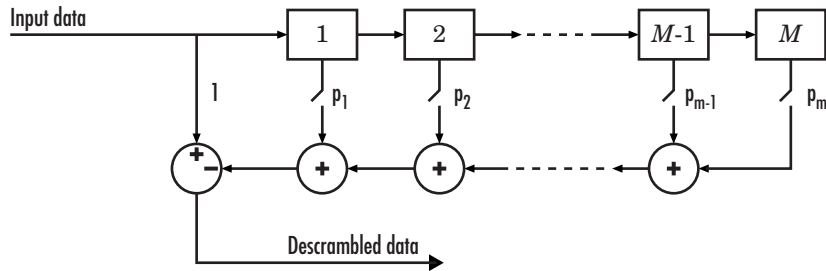 Input data
1 2 M-1 M
1 p1 p2 pm-1 pm
+ - + + +
Descrambled data